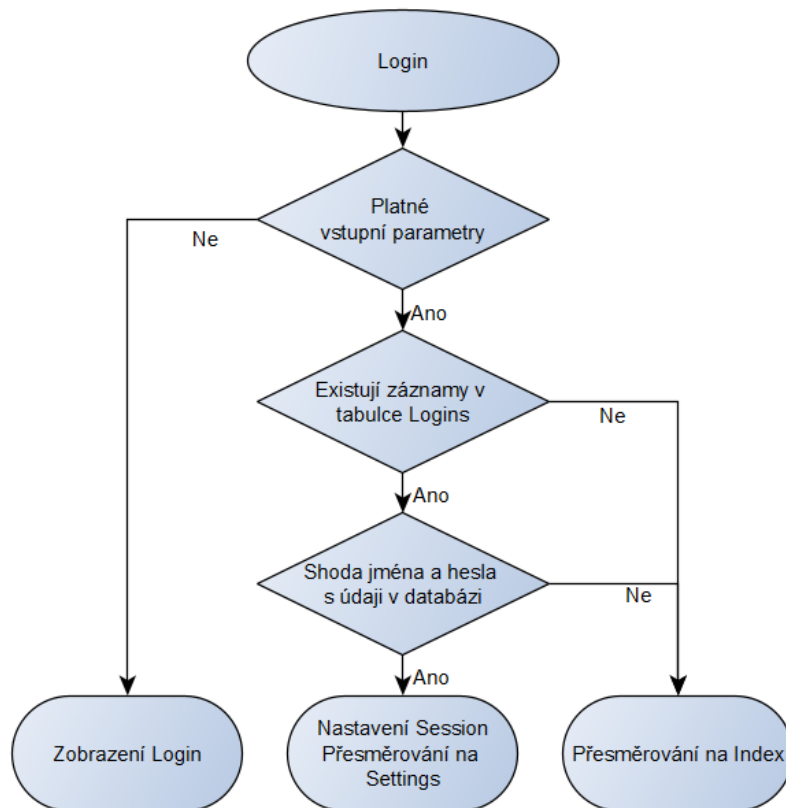 Login
Platné
vstupní parametry
Ne
Ano
Existují záznamy v
tabulce Logins
Ne
Ano
Shoda jména a hesla
s údaji v databázi
Ne
Ano
Zobrazení Login
Nastavení Session
Přesměrování na
Settings
Přesměrování na Index